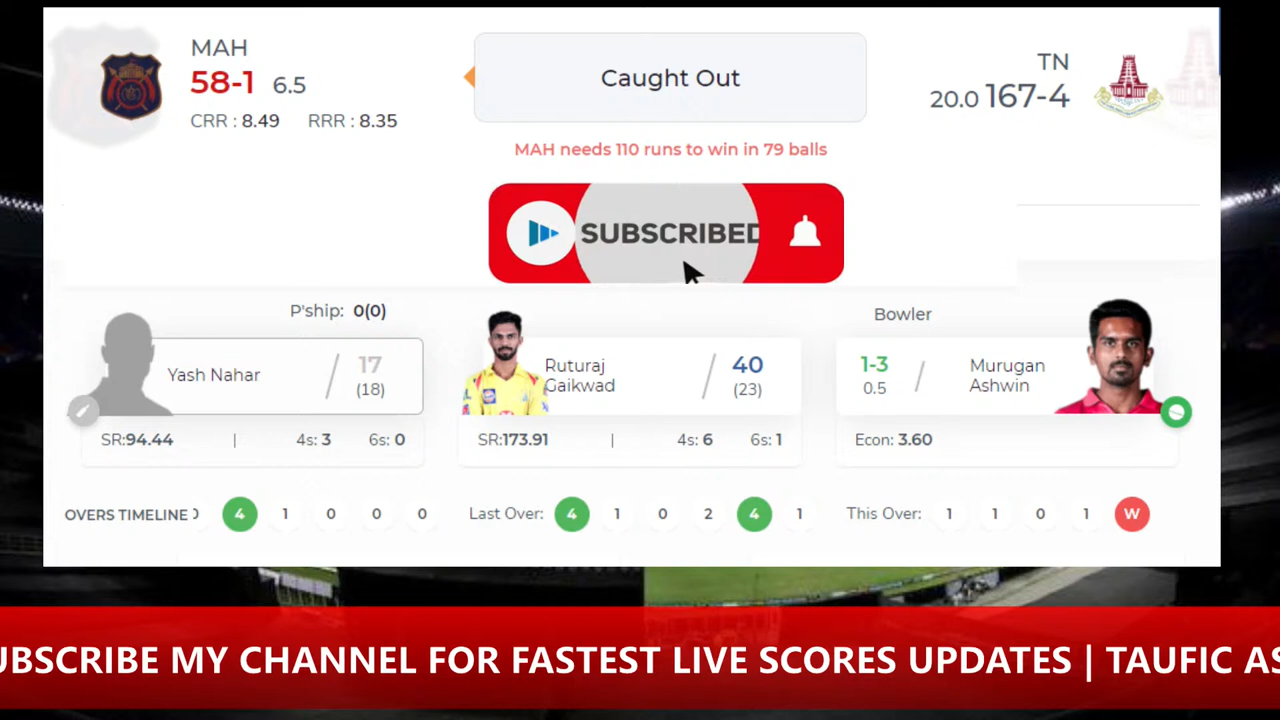 MAH
58-1 6.5
CRR : 8.49 RRR : 8.35
Caught Out
TN
20.0 167-4
MAH needs 110 runs to win in 79 balls
SUBSCRIBED
P'ship: 0(0)
Yash Nahar / 17
(18)
SR:94.44 | 4s: 3 6s: 0
Ruturaj
Gaikwad / 40
(23)
SR:173.91 | 4s: 6 6s: 1
Bowler
1-3
0.5 / Murugan
Ashwin
Econ: 3.60
OVERS TIMELINE 4 1 0 0 0
Last Over: 4 1 0 2 4 1
This Over: 1 1 0 1 W
UBSCRIBE MY CHANNEL FOR FASTEST LIVE SCORES UPDATES | TAUFIC AS